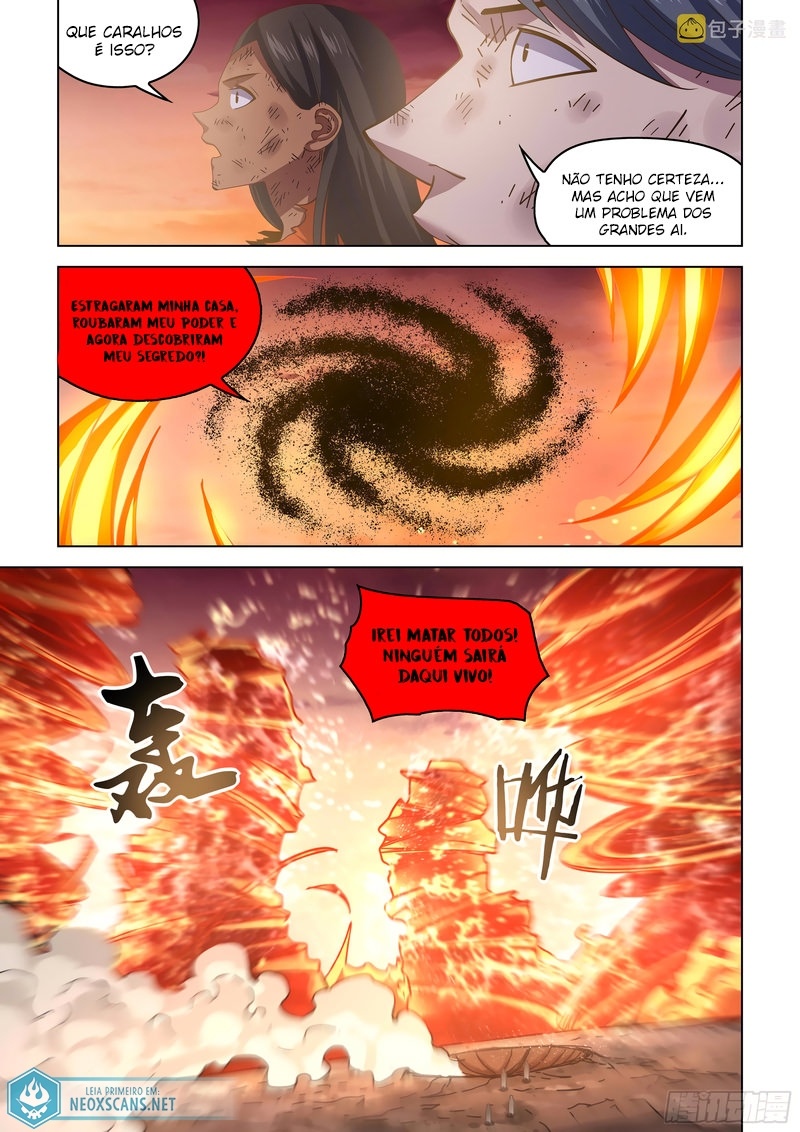 QUE CARALHOS
É ISSO?
包子漫畫
NÃO TENHO CERTEZA...
MAS ACHO QUE VEM
UM PROBLEMA DOS
GRANDES AI.
ESTRAGARAM MINHA CASA,
ROUBARAM MEU PODER E
AGORA DESCOBRIRAM
MEU SEGREDO?!
IREI MATAR TODOS!
NINGUÉM SAIRÁ
DAQUI VIVO!
轰
哗
LEIA PRIMEIRO EM:
NEOXSCANS.NET
腾讯动漫